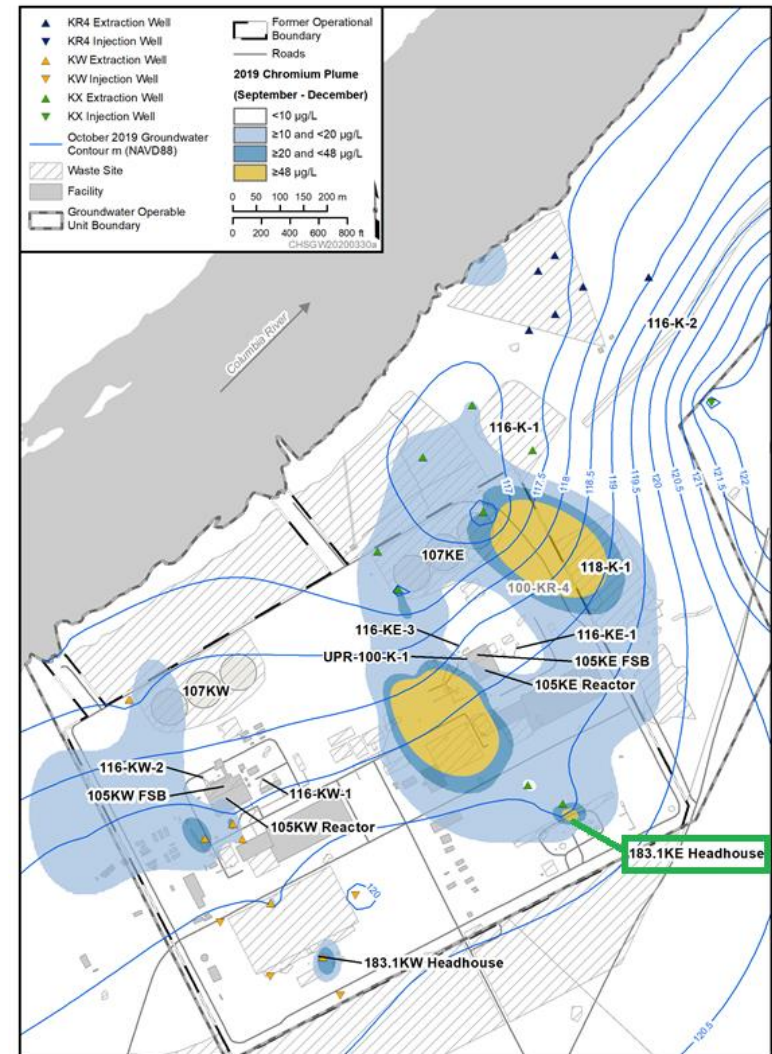 KR4 Extraction Well
KR4 Injection Well
KW Extraction Well
KW Injection Well
KX Extraction Well
KX Injection Well
October 2019 Groundwater
Contour m (NAVD88)
Waste Site
Facility
Groundwater Operable
Unit Boundary
Former Operational
Boundary
Roads
2019 Chromium Plume
(September - December)
<10 µg/L
≥10 and <20 µg/L
≥20 and <48 µg/L
≥48 µg/L
0 50 100 150 200 m
0 200 400 600 800 ft
CHSGW20200330a
Columbia River
116-K-2
116-K-1
117
117.5
118
118.5
119
119.5
120
120.5
121
121.5
122
107KE
118-K-1
100-KR-4
116-KE-3
116-KE-1
UPR-100-K-1
105KE FSB
105KE Reactor
107KW
116-KW-2
105KW FSB
116-KW-1
105KW Reactor
183.1KE Headhouse
120
183.1KW Headhouse
120.5